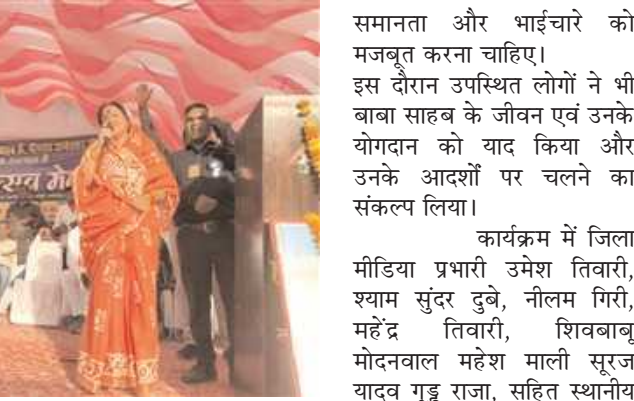 त्सव मे
समानता और भाईचारे को
मजबूत करना चाहिए।
इस दौरान उपस्थित लोगों ने भी
बाबा साहब के जीवन एवं उनके
योगदान को याद किया और
उनके आदर्शों पर चलने का
संकल्प लिया।
कार्यक्रम में जिला
मीडिया प्रभारी उमेश तिवारी,
श्याम सुंदर दुबे, नीलम गिरी,
महेंद्र तिवारी, शिवबाबू
मोदनवाल महेश माली सूरज
यादव गुड्डू राजा, सहित स्थानीय